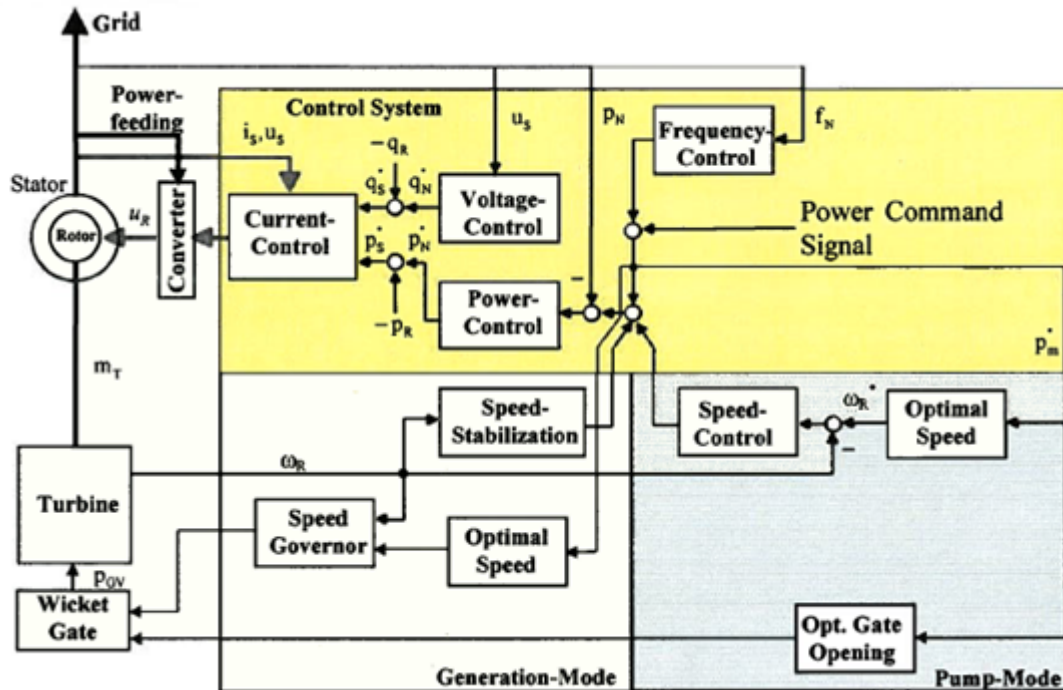 Grid
Power-
feeding
Control System
i_S, u_S
u_S
p_N
f_N
Frequency-
Control
-q_R
q_S^*
q_N^*
Voltage-
Control
Power Command
Signal
Stator
Rotor
u_R
Converter
Current-
Control
p_S^*
p_N^*
-p_R
Power-
Control
−
p_m^*
m_T
Speed-
Stabilization
Speed-
Control
ω_R^*
−
Optimal
Speed
ω_R
Turbine
Speed
Governor
Optimal
Speed
p_GV
Wicket
Gate
Opt. Gate
Opening
Generation-Mode
Pump-Mode